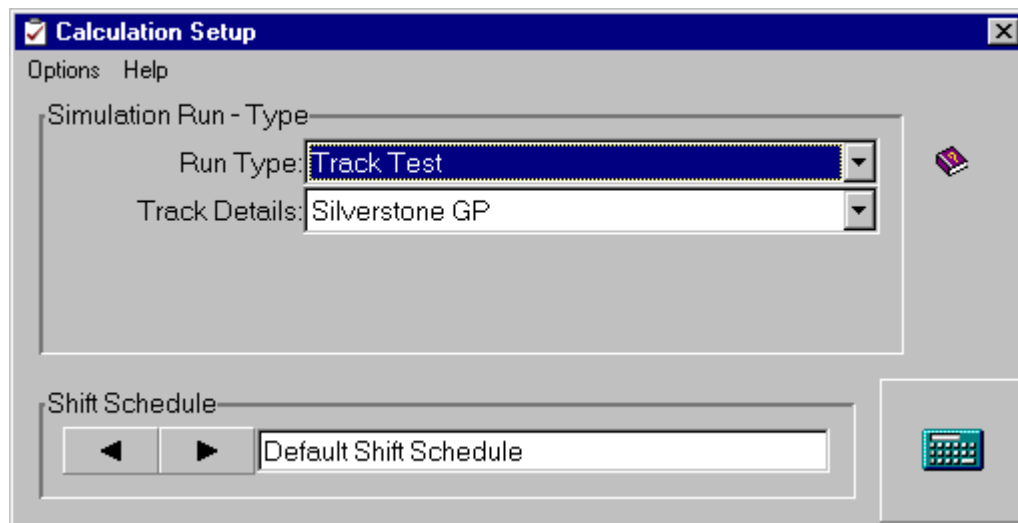 Calculation Setup
Options Help
Simulation Run - Type
Run Type: Track Test
Track Details: Silverstone GP
Shift Schedule
Default Shift Schedule